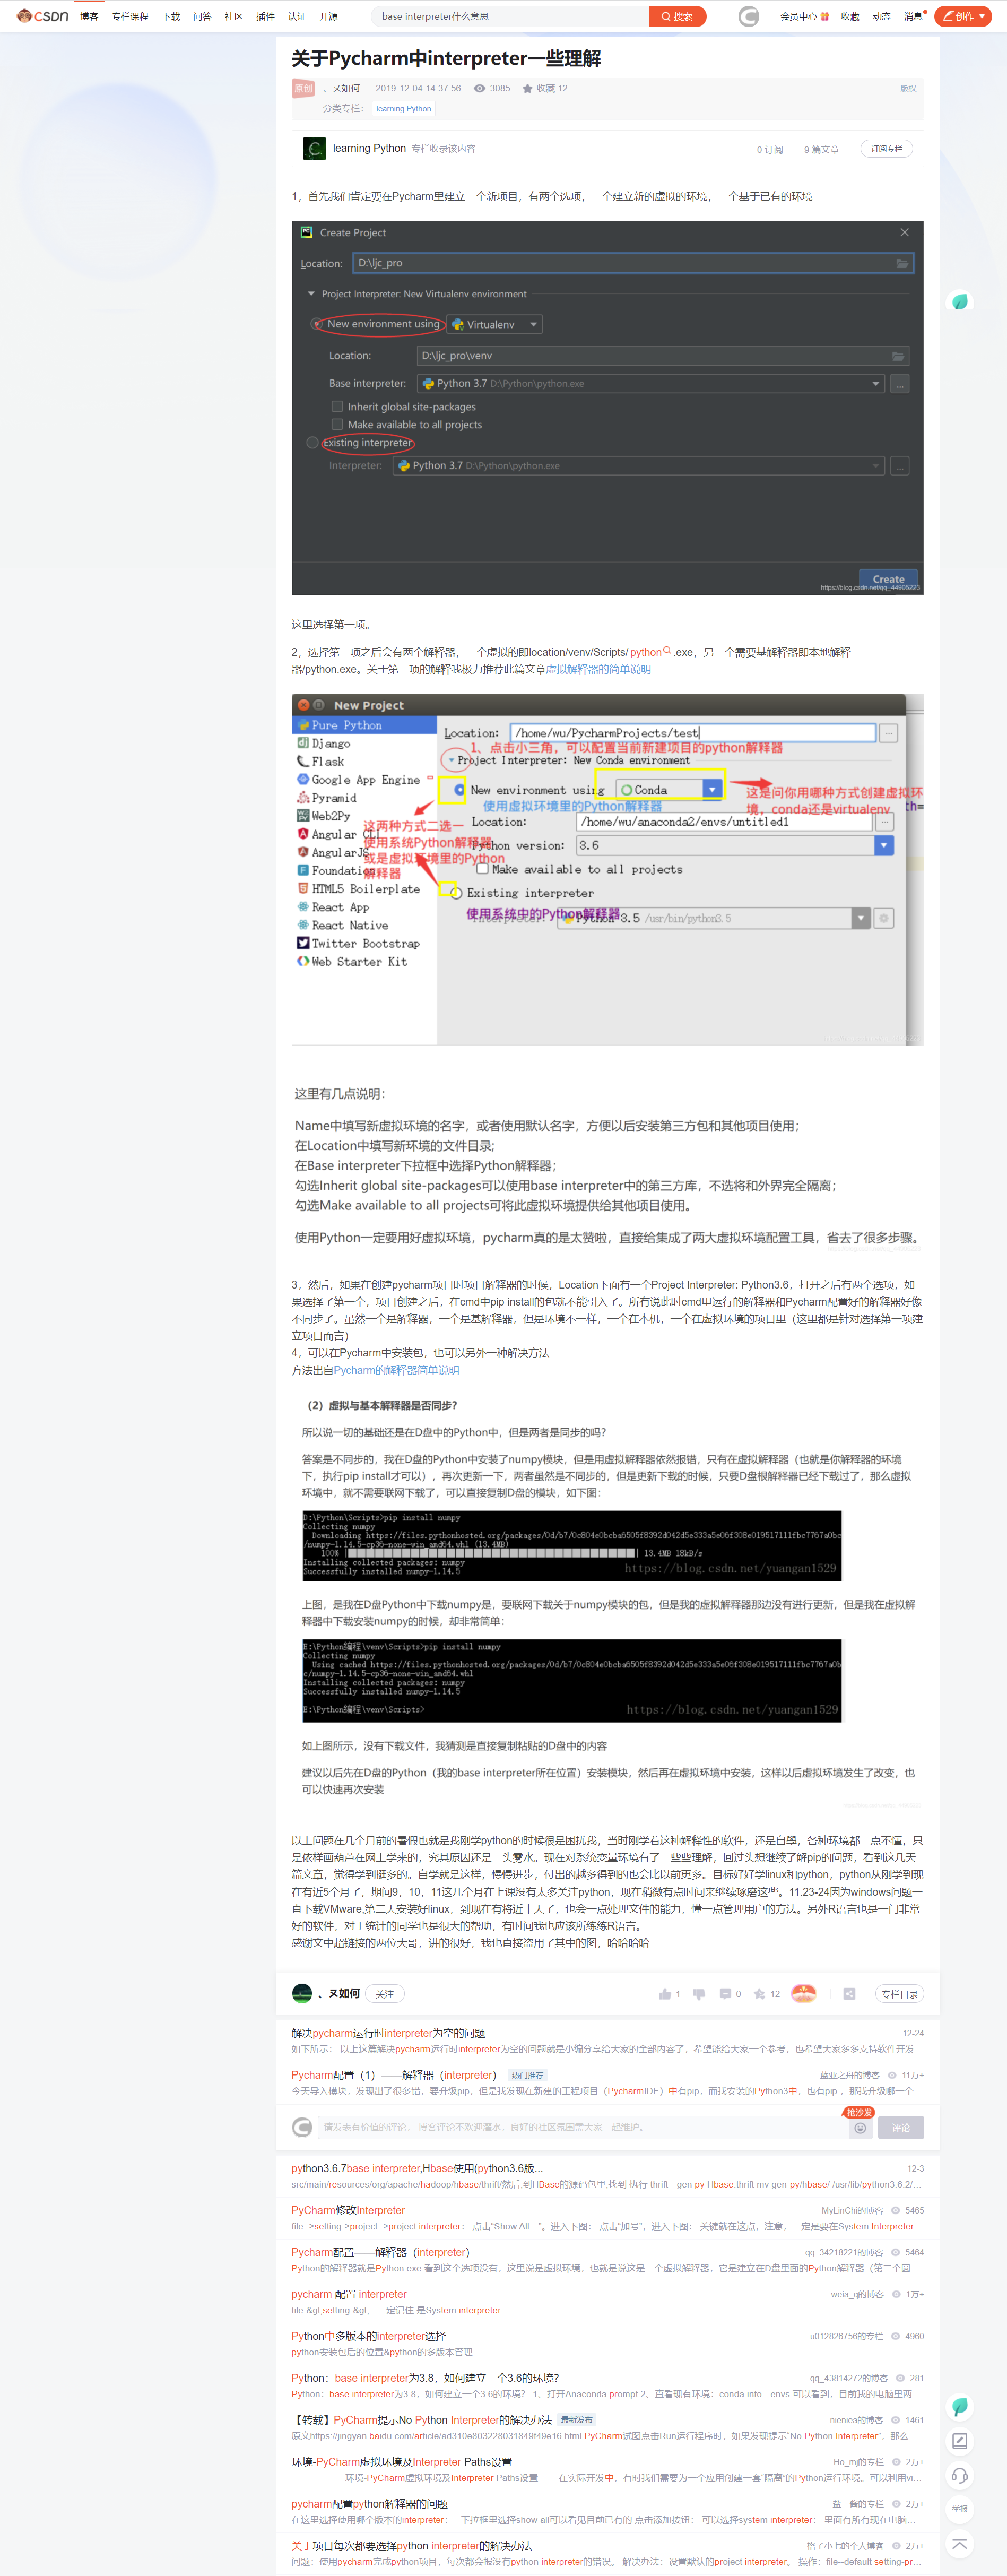 CSDN 博客 专栏课程 下载 问答 社区 插件 认证 开源 base interpreter什么意思 搜索 会员中心 收藏 动态 消息 创作
关于Pycharm中interpreter一些理解
原创 、ヌ如何 2019-12-04 14:37:56 3085 收藏 12 版权
分类专栏： learning Python
learning Python 专栏收录该内容 0 订阅 9 篇文章 订阅专栏
1，首先我们肯定要在Pycharm里建立一个新项目，有两个选项，一个建立新的虚拟的环境，一个基于已有的环境
Create Project
Location: D:\ljc_pro
Project Interpreter: New Virtualenv environment
New environment using Virtualenv
Location: D:\ljc_pro\venv
Base interpreter: Python 3.7 D:\Python\python.exe
Inherit global site-packages
Make available to all projects
Existing interpreter
Interpreter: Python 3.7 D:\Python\python.exe
Create
https://blog.csdn.net/qq_44906223
这里选择第一项。
2，选择第一项之后会有两个解释器，一个虚拟的即location/venv/Scripts/python.exe，另一个需要基解释器即本地解释
器/python.exe。关于第一项的解释我极力推荐此篇文章虚拟解释器的简单说明
New Project
Pure Python
Django
Flask
Google App Engine
Pyramid
Web2Py
Angular CLI
AngularJS
Foundation
HTML5 Boilerplate
React App
React Native
Twitter Bootstrap
Web Starter Kit
Location: /home/wu/PycharmProjects/test
1、点击小三角，可以配置当前新建项目的python解释器
Project Interpreter: New Conda environment
New environment using Conda
使用虚拟环境里的Python解释器
这是问你用哪种方式创建虚拟环
境，conda还是virtualenv
这两种方式二选一
使用系统Python解释器
或是虚拟环境里的Python
解释器
Location: /home/wu/anaconda2/envs/untitled1
Python version: 3.6
Make available to all projects
Existing interpreter
使用系统中的Python解释器
Interpreter: Python 3.5 /usr/bin/python3.5
这里有几点说明：
Name中填写新虚拟环境的名字，或者使用默认名字，方便以后安装第三方包和其他项目使用；
在Location中填写新环境的文件目录;
在Base interpreter下拉框中选择Python解释器；
勾选Inherit global site-packages可以使用base interpreter中的第三方库，不选将和外界完全隔离；
勾选Make available to all projects可将此虚拟环境提供给其他项目使用。
使用Python一定要用好虚拟环境，pycharm真的是太赞啦，直接给集成了两大虚拟环境配置工具，省去了很多步骤。
3，然后，如果在创建pycharm项目时项目解释器的时候，Location下面有一个Project Interpreter: Python3.6，打开之后有两个选项，如
果选择了第一个，项目创建之后，在cmd中pip install的包就不能引入了。所有说此时cmd里运行的解释器和Pycharm配置好的解释器好像
不同步了。虽然一个是解释器，一个是基解释器，但是环境不一样，一个在本机，一个在虚拟环境的项目里（这里都是针对选择第一项建
立项目而言）
4，可以在Pycharm中安装包，也可以另外一种解决方法
方法出自Pycharm的解释器简单说明
（2）虚拟与基本解释器是否同步？
所以说一切的基础还是在D盘中的Python中，但是两者是同步的吗？
答案是不同步的，我在D盘的Python中安装了numpy模块，但是用虚拟解释器依然报错，只有在虚拟解释器（也就是你解释器的环境
下，执行pip install才可以），再次更新一下，两者虽然是不同步的，但是更新下载的时候，只要D盘根解释器已经下载过了，那么虚拟
环境中，就不需要联网下载了，可以直接复制D盘的模块，如下图：
D:\Python\Scripts>pip install numpy
Collecting numpy
Downloading https://files.pythonhosted.org/packages/0d/b7/0c804e0bcba6505f8392d042d5e333a5e06f308e019517111fbc7767a0bc
/numpy-1.14.5-cp36-none-win_amd64.whl (13.4MB)
100% 13.4MB 18kB/s
Installing collected packages: numpy
Successfully installed numpy-1.14.5
https://blog.csdn.net/yuangan1529
上图，是我在D盘Python中下载numpy是，要联网下载关于numpy模块的包，但是我的虚拟解释器那边没有进行更新，但是我在虚拟解
释器中下载安装numpy的时候，却非常简单：
E:\Python编程\venv\Scripts>pip install numpy
Collecting numpy
Using cached https://files.pythonhosted.org/packages/0d/b7/0c804e0bcba6505f8392d042d5e333a5e06f308e019517111fbc7767a0b
c/numpy-1.14.5-cp36-none-win_amd64.whl
Installing collected packages: numpy
Successfully installed numpy-1.14.5
E:\Python编程\venv\Scripts>
https://blog.csdn.net/yuangan1529
如上图所示，没有下载文件，我猜测是直接复制粘贴的D盘中的内容
建议以后先在D盘的Python（我的base interpreter所在位置）安装模块，然后再在虚拟环境中安装，这样以后虚拟环境发生了改变，也
可以快速再次安装
以上问题在几个月前的暑假也就是我刚学python的时候很是困扰我，当时刚学着这种解释性的软件，还是自學，各种环境都一点不懂，只
是依样画葫芦在网上学来的，究其原因还是一头雾水。现在对系统变量环境有了一些些理解，回过头想继续了解pip的问题，看到这几天
篇文章，觉得学到挺多的。自学就是这样，慢慢进步，付出的越多得到的也会比以前更多。目标好好学linux和python，python从刚学到现
在有近5个月了，期间9，10，11这几个月在上课没有太多关注python，现在稍微有点时间来继续琢磨这些。11.23-24因为windows问题一
直下载VMware,第二天安装好linux，到现在有将近十天了，也会一点处理文件的能力，懂一点管理用户的方法。另外R语言也是一门非常
好的软件，对于统计的同学也是很大的帮助，有时间我也应该所练练R语言。
感谢文中超链接的两位大哥，讲的很好，我也直接盗用了其中的图，哈哈哈哈
、ヌ如何 关注 1 0 12 专栏目录
解决pycharm运行时interpreter为空的问题 12-24
如下所示： 以上这篇解决pycharm运行时interpreter为空的问题就是小编分享给大家的全部内容了，希望能给大家一个参考，也希望大家多多支持软件开发...
Pycharm配置（1）——解释器（interpreter） 热门推荐 蓝亚之舟的博客 11万+
今天导入模块，发现出了很多错，要升级pip，但是我发现在新建的工程项目（PycharmIDE）中有pip，而我安装的Python3中，也有pip ，那我升级哪一个...
抢沙发
请发表有价值的评论， 博客评论不欢迎灌水，良好的社区氛围需大家一起维护。 评论
python3.6.7base interpreter,Hbase使用(python3.6版... 12-3
src/main/resources/org/apache/hadoop/hbase/thrift/然后,到HBase的源码包里,找到 执行 thrift --gen py Hbase.thrift mv gen-py/hbase/ /usr/lib/python3.6.2/...
PyCharm修改Interpreter MyLinChi的博客 5465
file ->setting->project ->project interpreter： 点击”Show All...”。进入下图： 点击”加号”，进入下图： 关键就在这点，注意，一定是要在System Interpreter...
Pycharm配置——解释器（interpreter） qq_34218221的博客 5464
Python的解释器就是Python.exe 看到这个选项没有，这里说是虚拟环境，也就是说这是一个虚拟解释器，它是建立在D盘里面的Python解释器（第二个圆...
pycharm 配置 interpreter weia_q的博客 1万+
file-&gt;setting-&gt; 一定记住 是System interpreter
Python中多版本的interpreter选择 u012826756的专栏 4960
python安装包后的位置&python的多版本管理
Python：base interpreter为3.8，如何建立一个3.6的环境？ qq_43814272的博客 281
Python：base interpreter为3.8，如何建立一个3.6的环境？ 1、打开Anaconda prompt 2、查看现有环境：conda info --envs 可以看到，目前我的电脑里两...
【转载】PyCharm提示No Python Interpreter的解决办法 最新发布 nieniea的博客 1461
原文https://jingyan.baidu.com/article/ad310e803228031849f49e16.html PyCharm试图点击Run运行程序时，如果发现提示“No Python Interpreter”，那么...
环境-PyCharm虚拟环境及Interpreter Paths设置 Ho_mj的专栏 2万+
环境-PyCharm虚拟环境及Interpreter Paths设置 在实际开发中，有时我们需要为一个应用创建一套”隔离”的Python运行环境。可以利用vi...
pycharm配置python解释器的问题 盐一酱的专栏 2万+
在这里选择使用哪个版本的interpreter： 下拉框里选择show all可以看见目前已有的 点击添加按钮： 可以选择system interpreter： 里面有所有现在电脑...
关于项目每次都要选择python interpreter的解决办法 格子小七的个人博客 2万+
问题：使用pycharm完成python项目，每次都会报没有python interpreter的错误。 解决办法：设置默认的project interpreter。 操作：file--default setting-pr...
举报